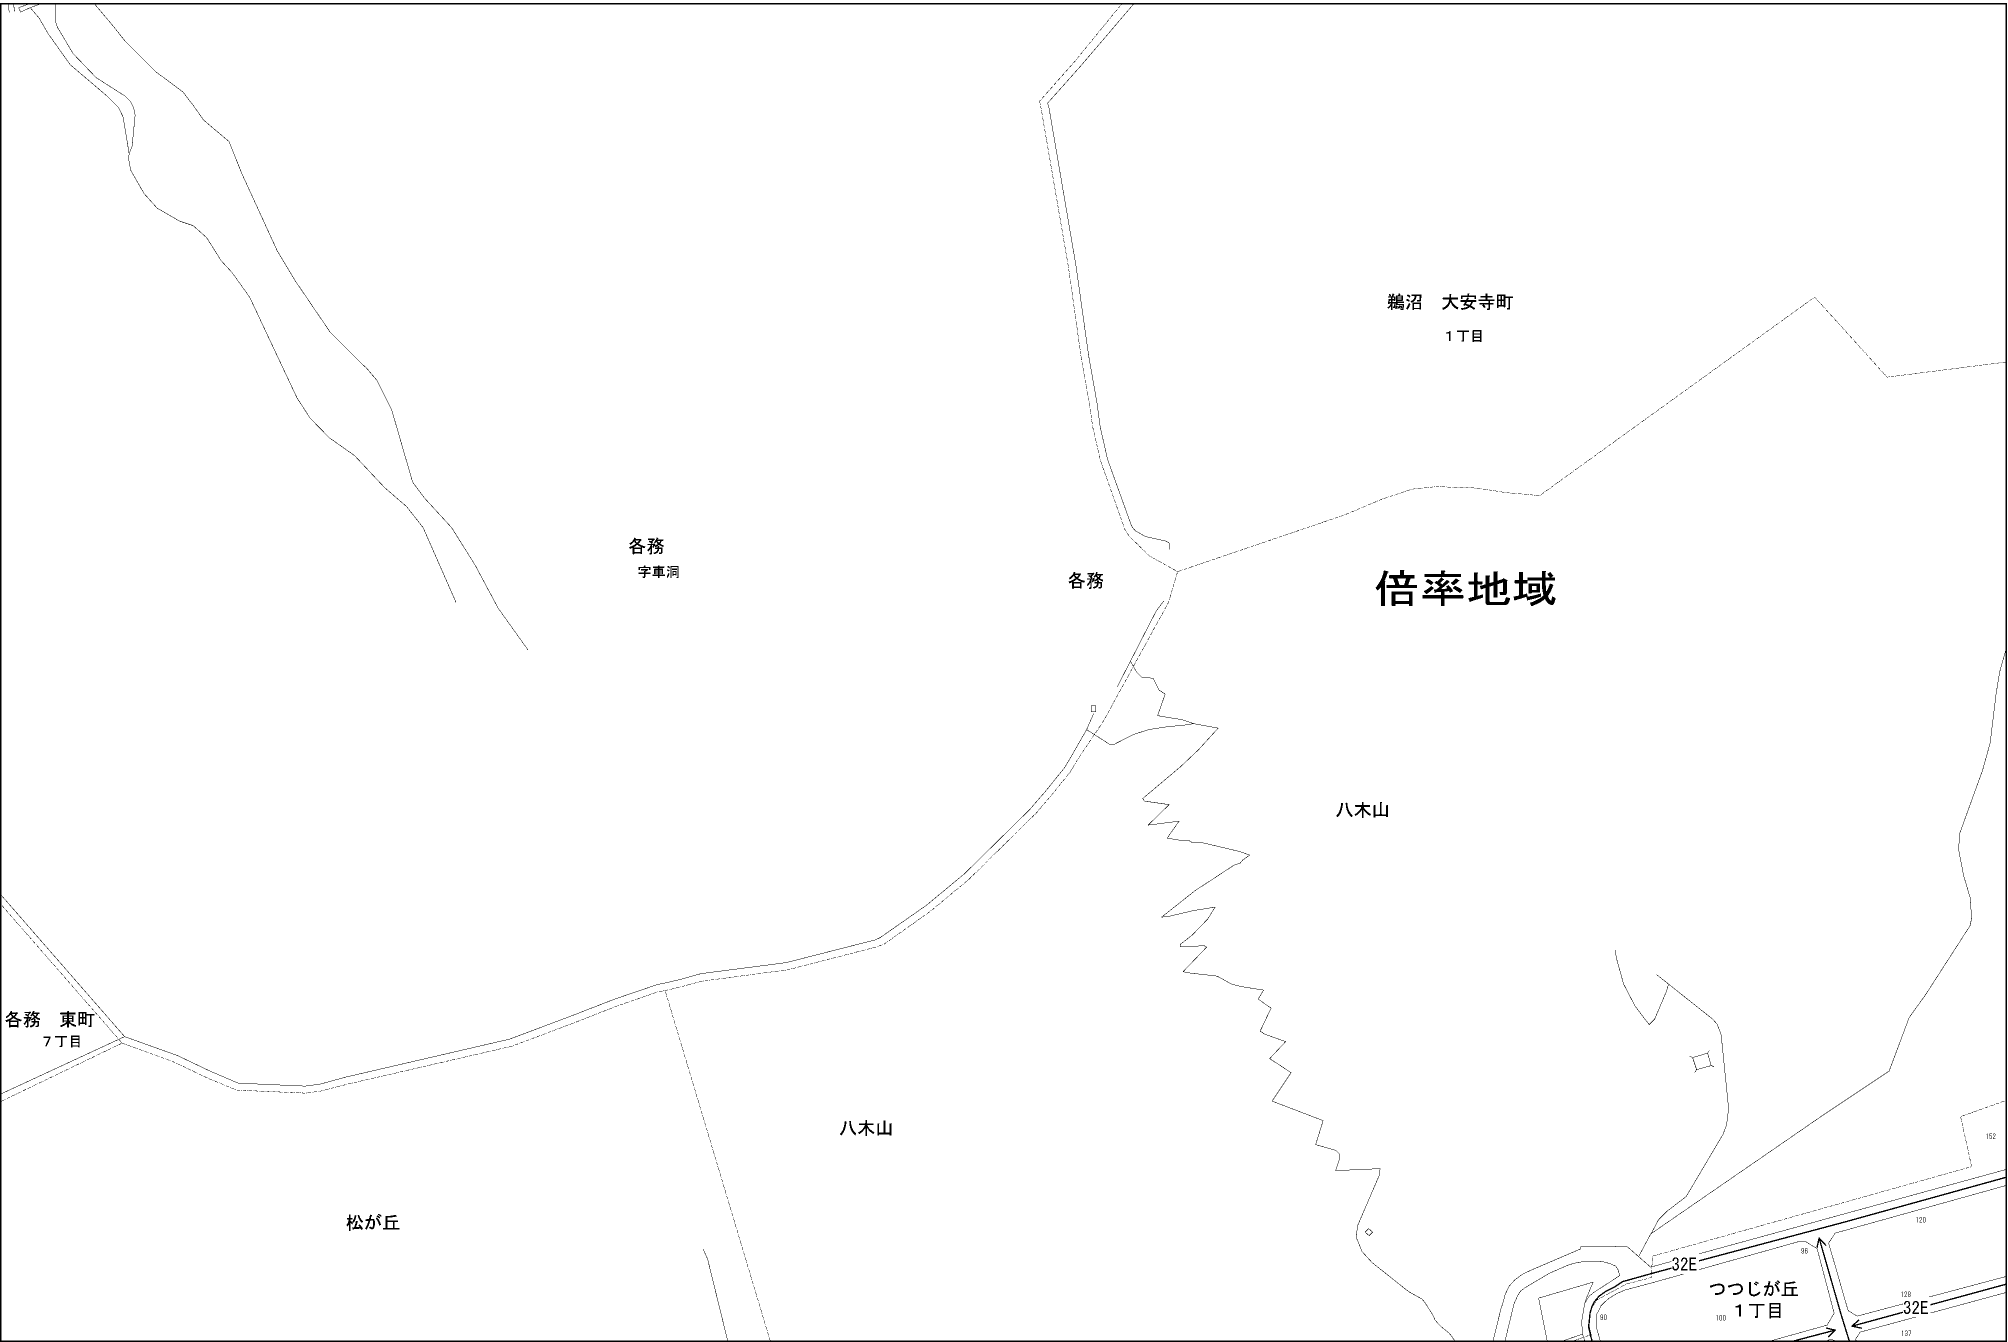 鵜沼　大安寺町
１丁目
各務
字車洞
各務
倍率地域
八木山
各務　東町
７丁目
八木山
松が丘
152
120
96
32E
つつじが丘
１丁目
128
32E
90
100
137